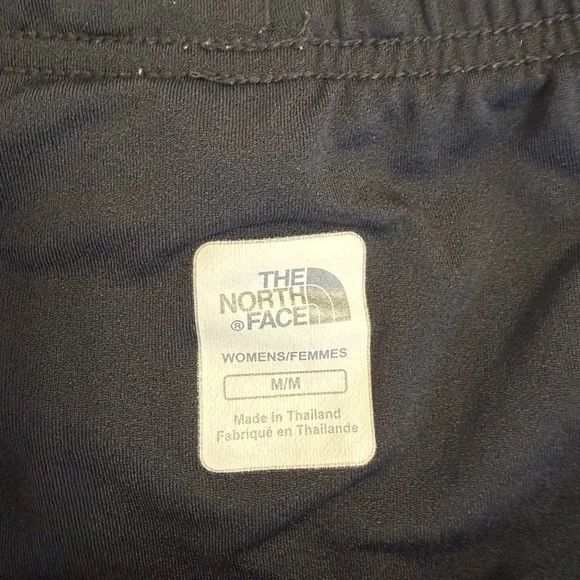 THE
NORTH
® FACE
WOMENS/FEMMES
M/M
Made in Thailand
Fabriqué en Thaïlande